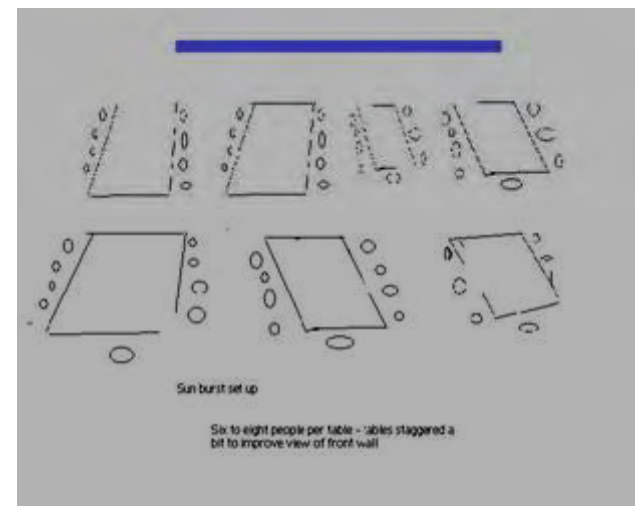 Sun burst set up
Six to eight people per table - tables staggered a
bit to improve view of front wall